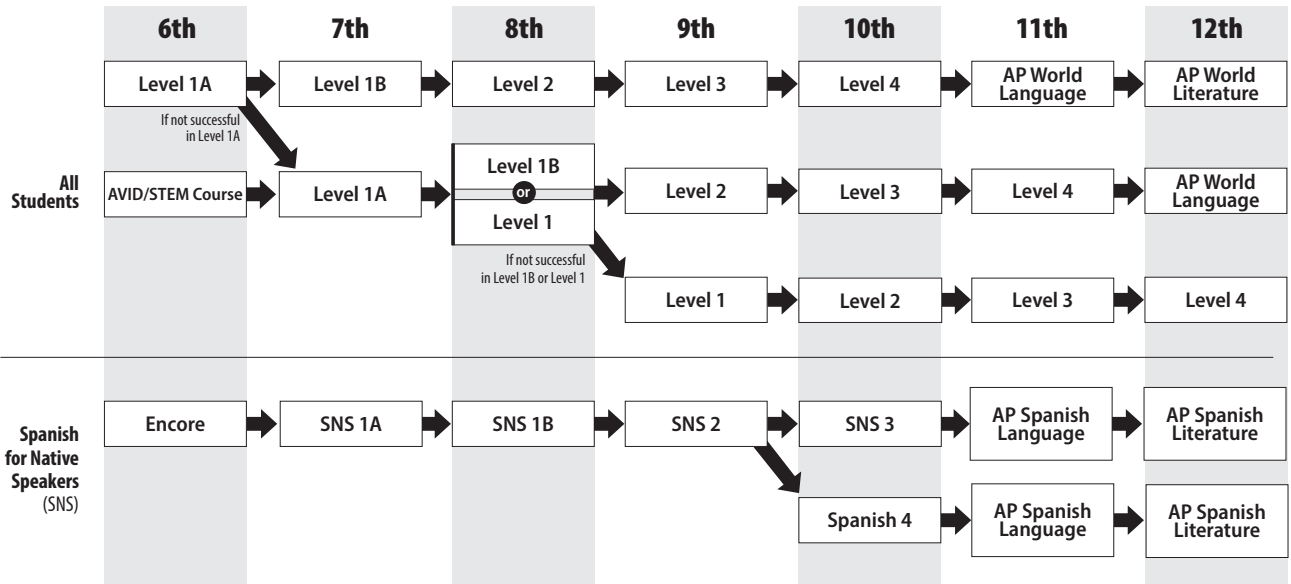 6th
7th
8th
9th
10th
11th
12th
Level 1A
Level 1B
Level 2
Level 3
Level 4
AP World
Language
AP World
Literature
If not successful
in Level 1A
All
Students
AVID/STEM Course
Level 1A
Level 1B
or
Level 1
Level 2
Level 3
Level 4
AP World
Language
If not successful
in Level 1B or Level 1
Level 1
Level 2
Level 3
Level 4
Spanish
for Native
Speakers
(SNS)
Encore
SNS 1A
SNS 1B
SNS 2
SNS 3
AP Spanish
Language
AP Spanish
Literature
Spanish 4
AP Spanish
Language
AP Spanish
Literature